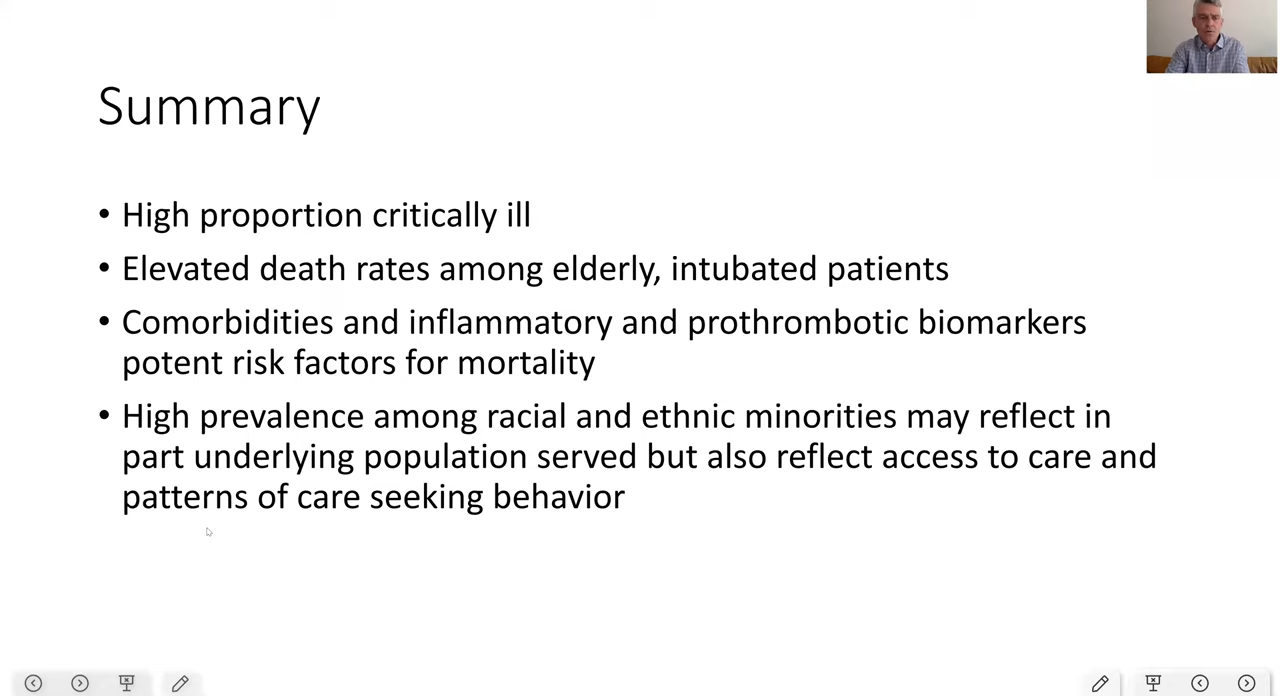 Summary
• High proportion critically ill
• Elevated death rates among elderly, intubated patients
• Comorbidities and inflammatory and prothrombotic biomarkers
potent risk factors for mortality
• High prevalence among racial and ethnic minorities may reflect in
part underlying population served but also reflect access to care and
patterns of care seeking behavior